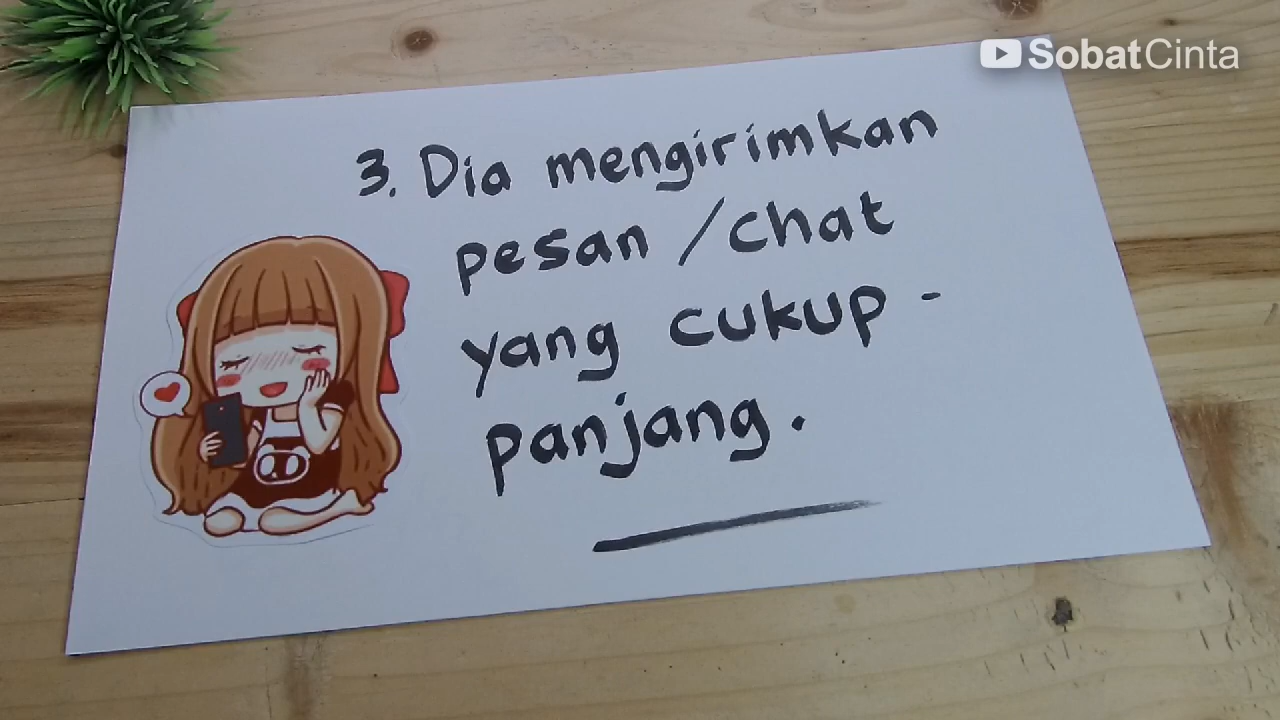 SobatCinta
3. Dia mengirimkan
pesan / chat
yang cukup -
panjang.